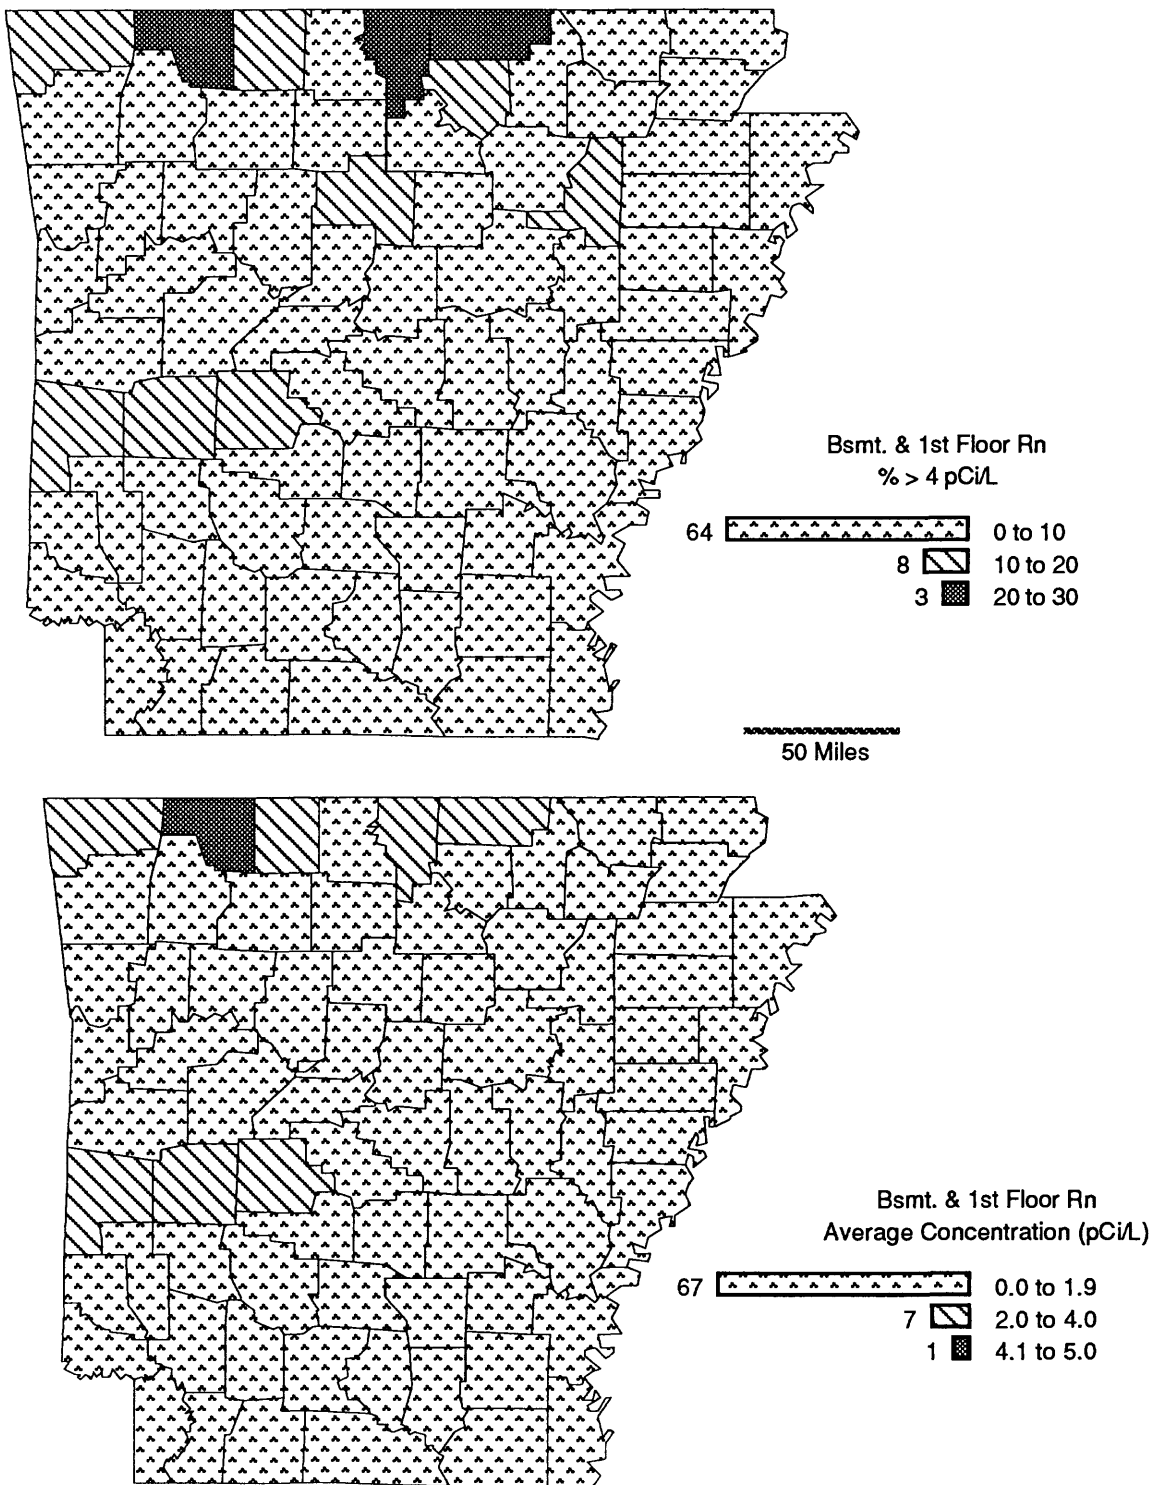 Bsmt. & 1st Floor Rn
% > 4 pCi/L
64 0 to 10
8 10 to 20
3 20 to 30
50 Miles
Bsmt. & 1st Floor Rn
Average Concentration (pCi/L)
67 0.0 to 1.9
7 2.0 to 4.0
1 4.1 to 5.0